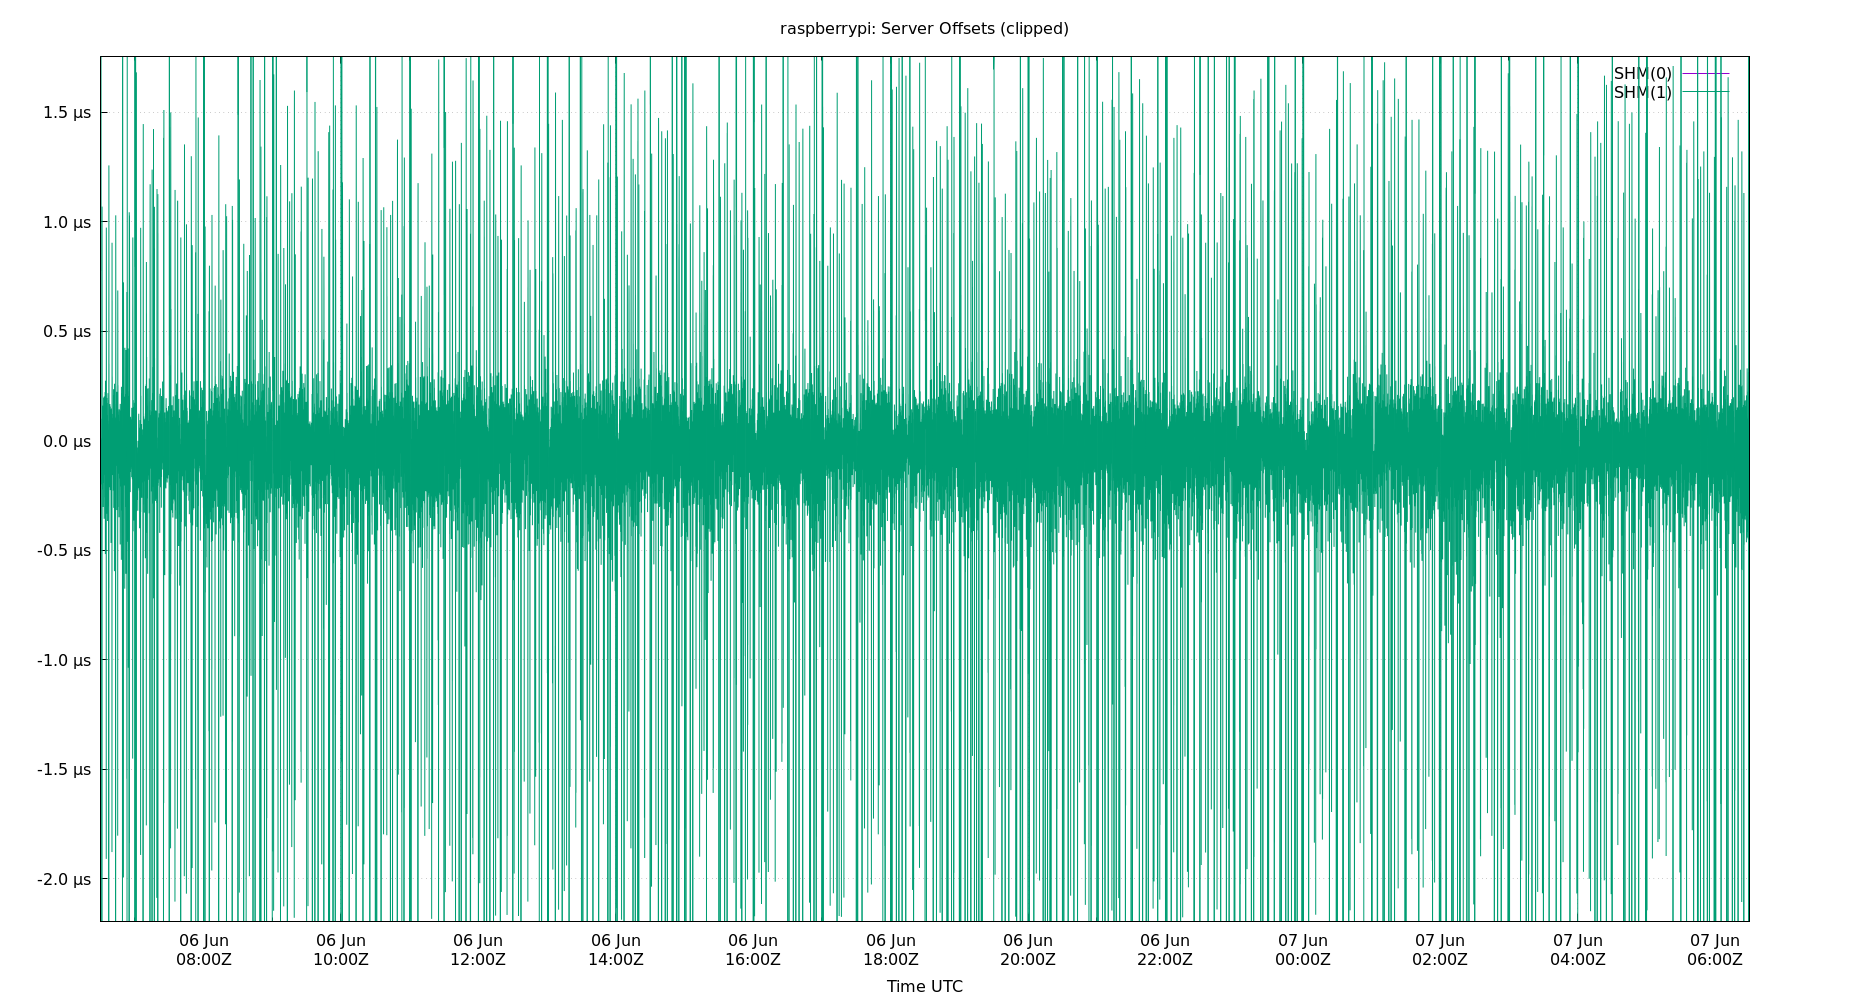 raspberrypi: Server Offsets (clipped)
SHM(0)
SHM(1)
1.5 µs
1.0 µs
0.5 µs
0.0 µs
-0.5 µs
-1.0 µs
-1.5 µs
-2.0 µs
06 Jun 06 Jun 06 Jun 06 Jun 06 Jun 06 Jun 06 Jun 06 Jun 07 Jun 07 Jun 07 Jun 07 Jun
08:00Z 10:00Z 12:00Z 14:00Z 16:00Z 18:00Z 20:00Z 22:00Z 00:00Z 02:00Z 04:00Z 06:00Z
Time UTC